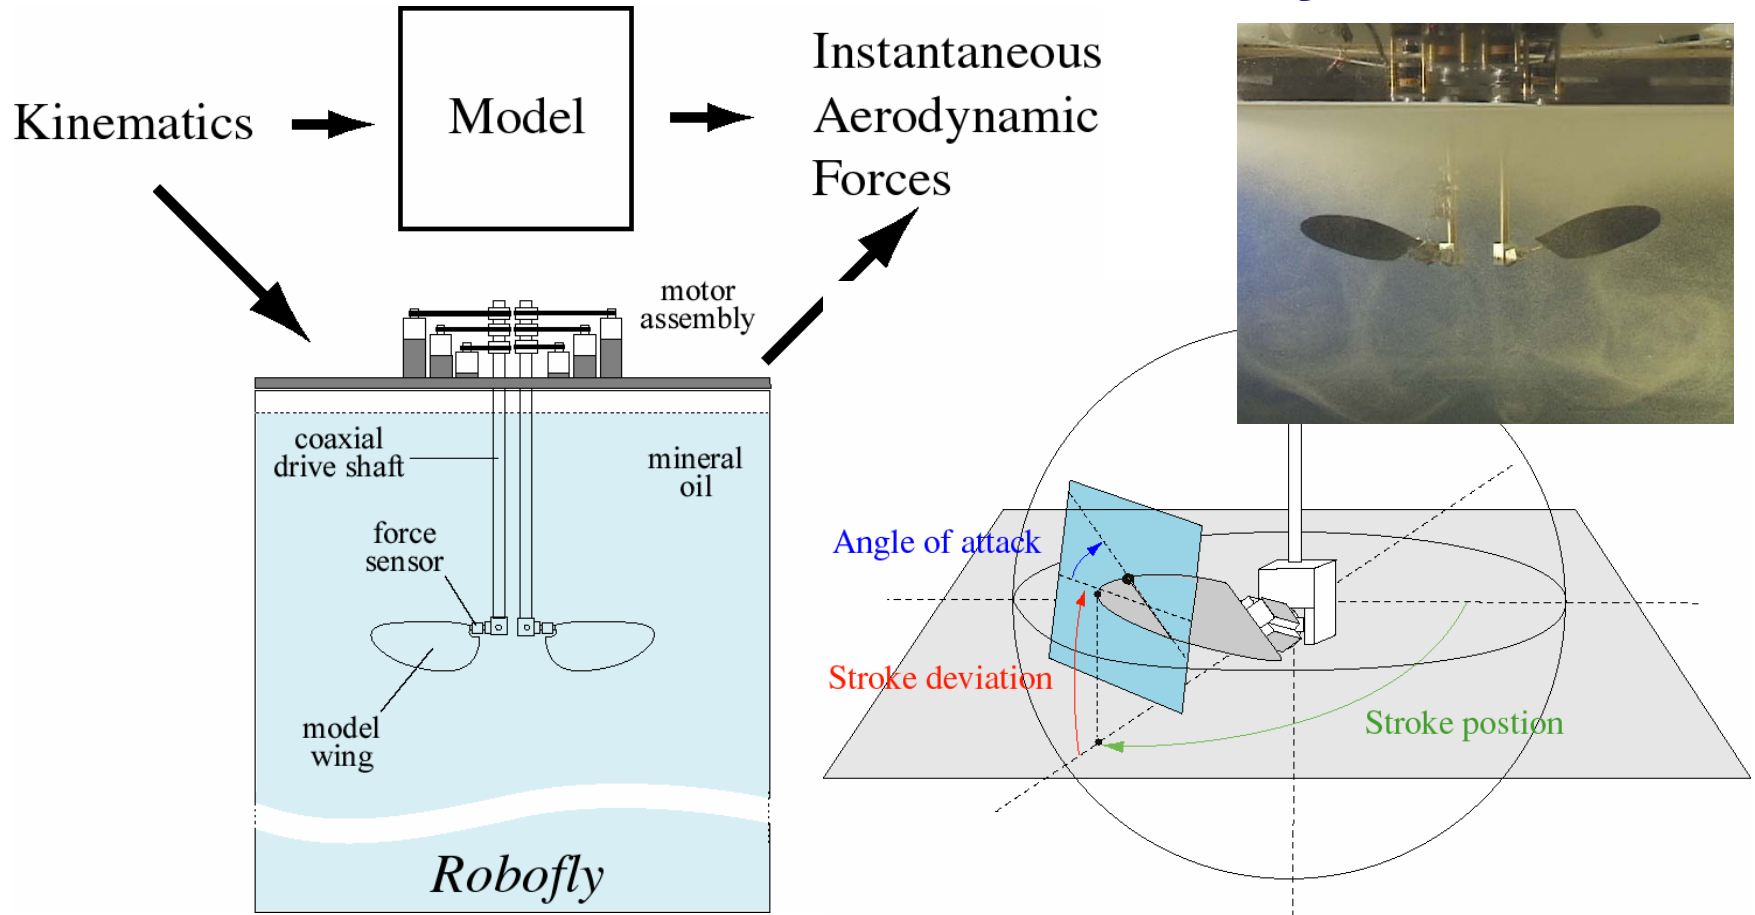 Kinematics
Model
Instantaneous
Aerodynamic
Forces
motor
assembly
coaxial
drive shaft
mineral
oil
force
sensor
model
wing
Robofly
Angle of attack
Stroke deviation
Stroke postion